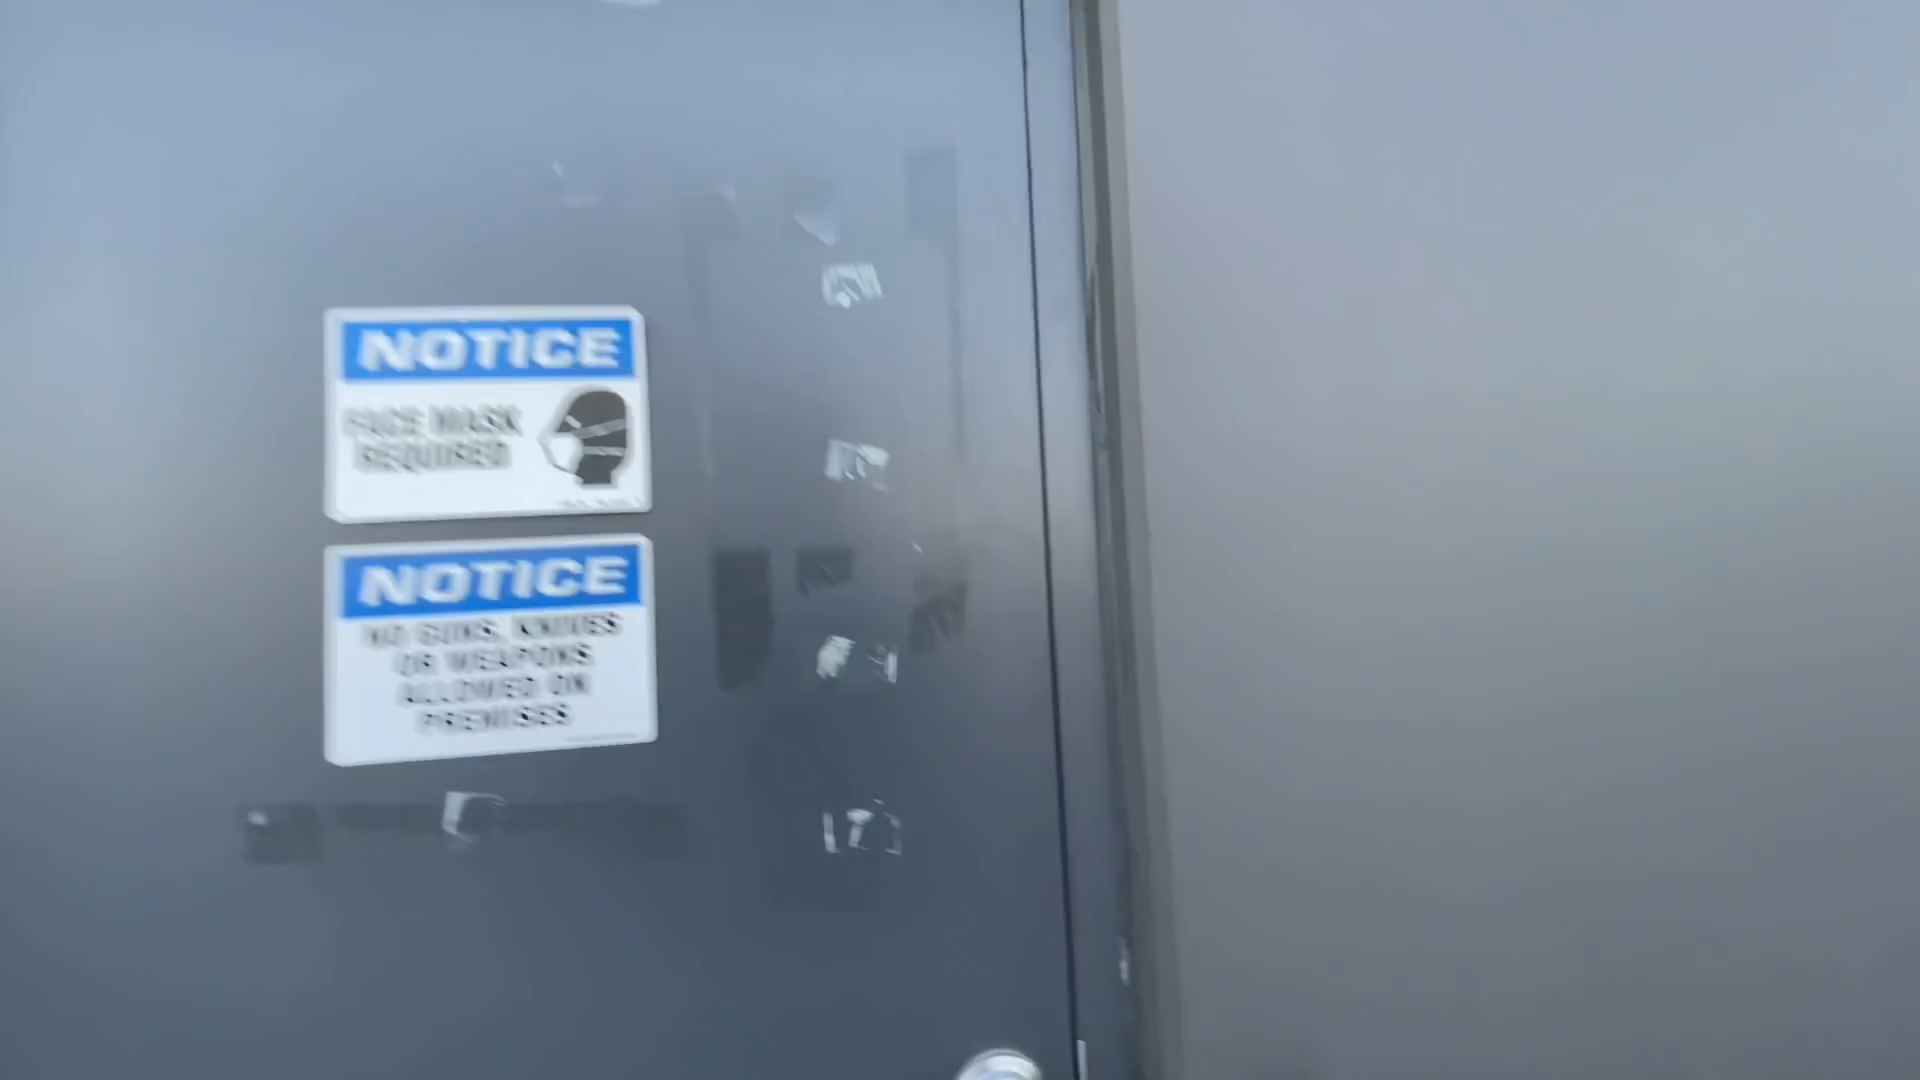 NOTICE
FACE MASK
REQUIRED
NOTICE
NO GUNS, KNIVES
OR WEAPONS
ALLOWED ON
PREMISES